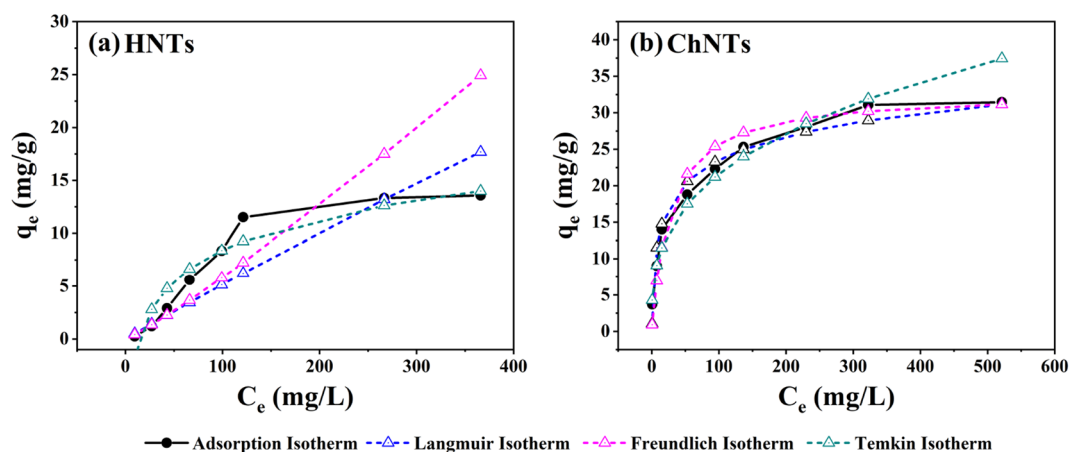 (a) HNTs
30
25
20
15
10
5
0
qe (mg/g)
0 100 200 300 400
Ce (mg/L)
(b) ChNTs
40
35
30
25
20
15
10
5
0
qe (mg/g)
0 100 200 300 400 500 600
Ce (mg/L)
Adsorption Isotherm Langmuir Isotherm Freundlich Isotherm Temkin Isotherm